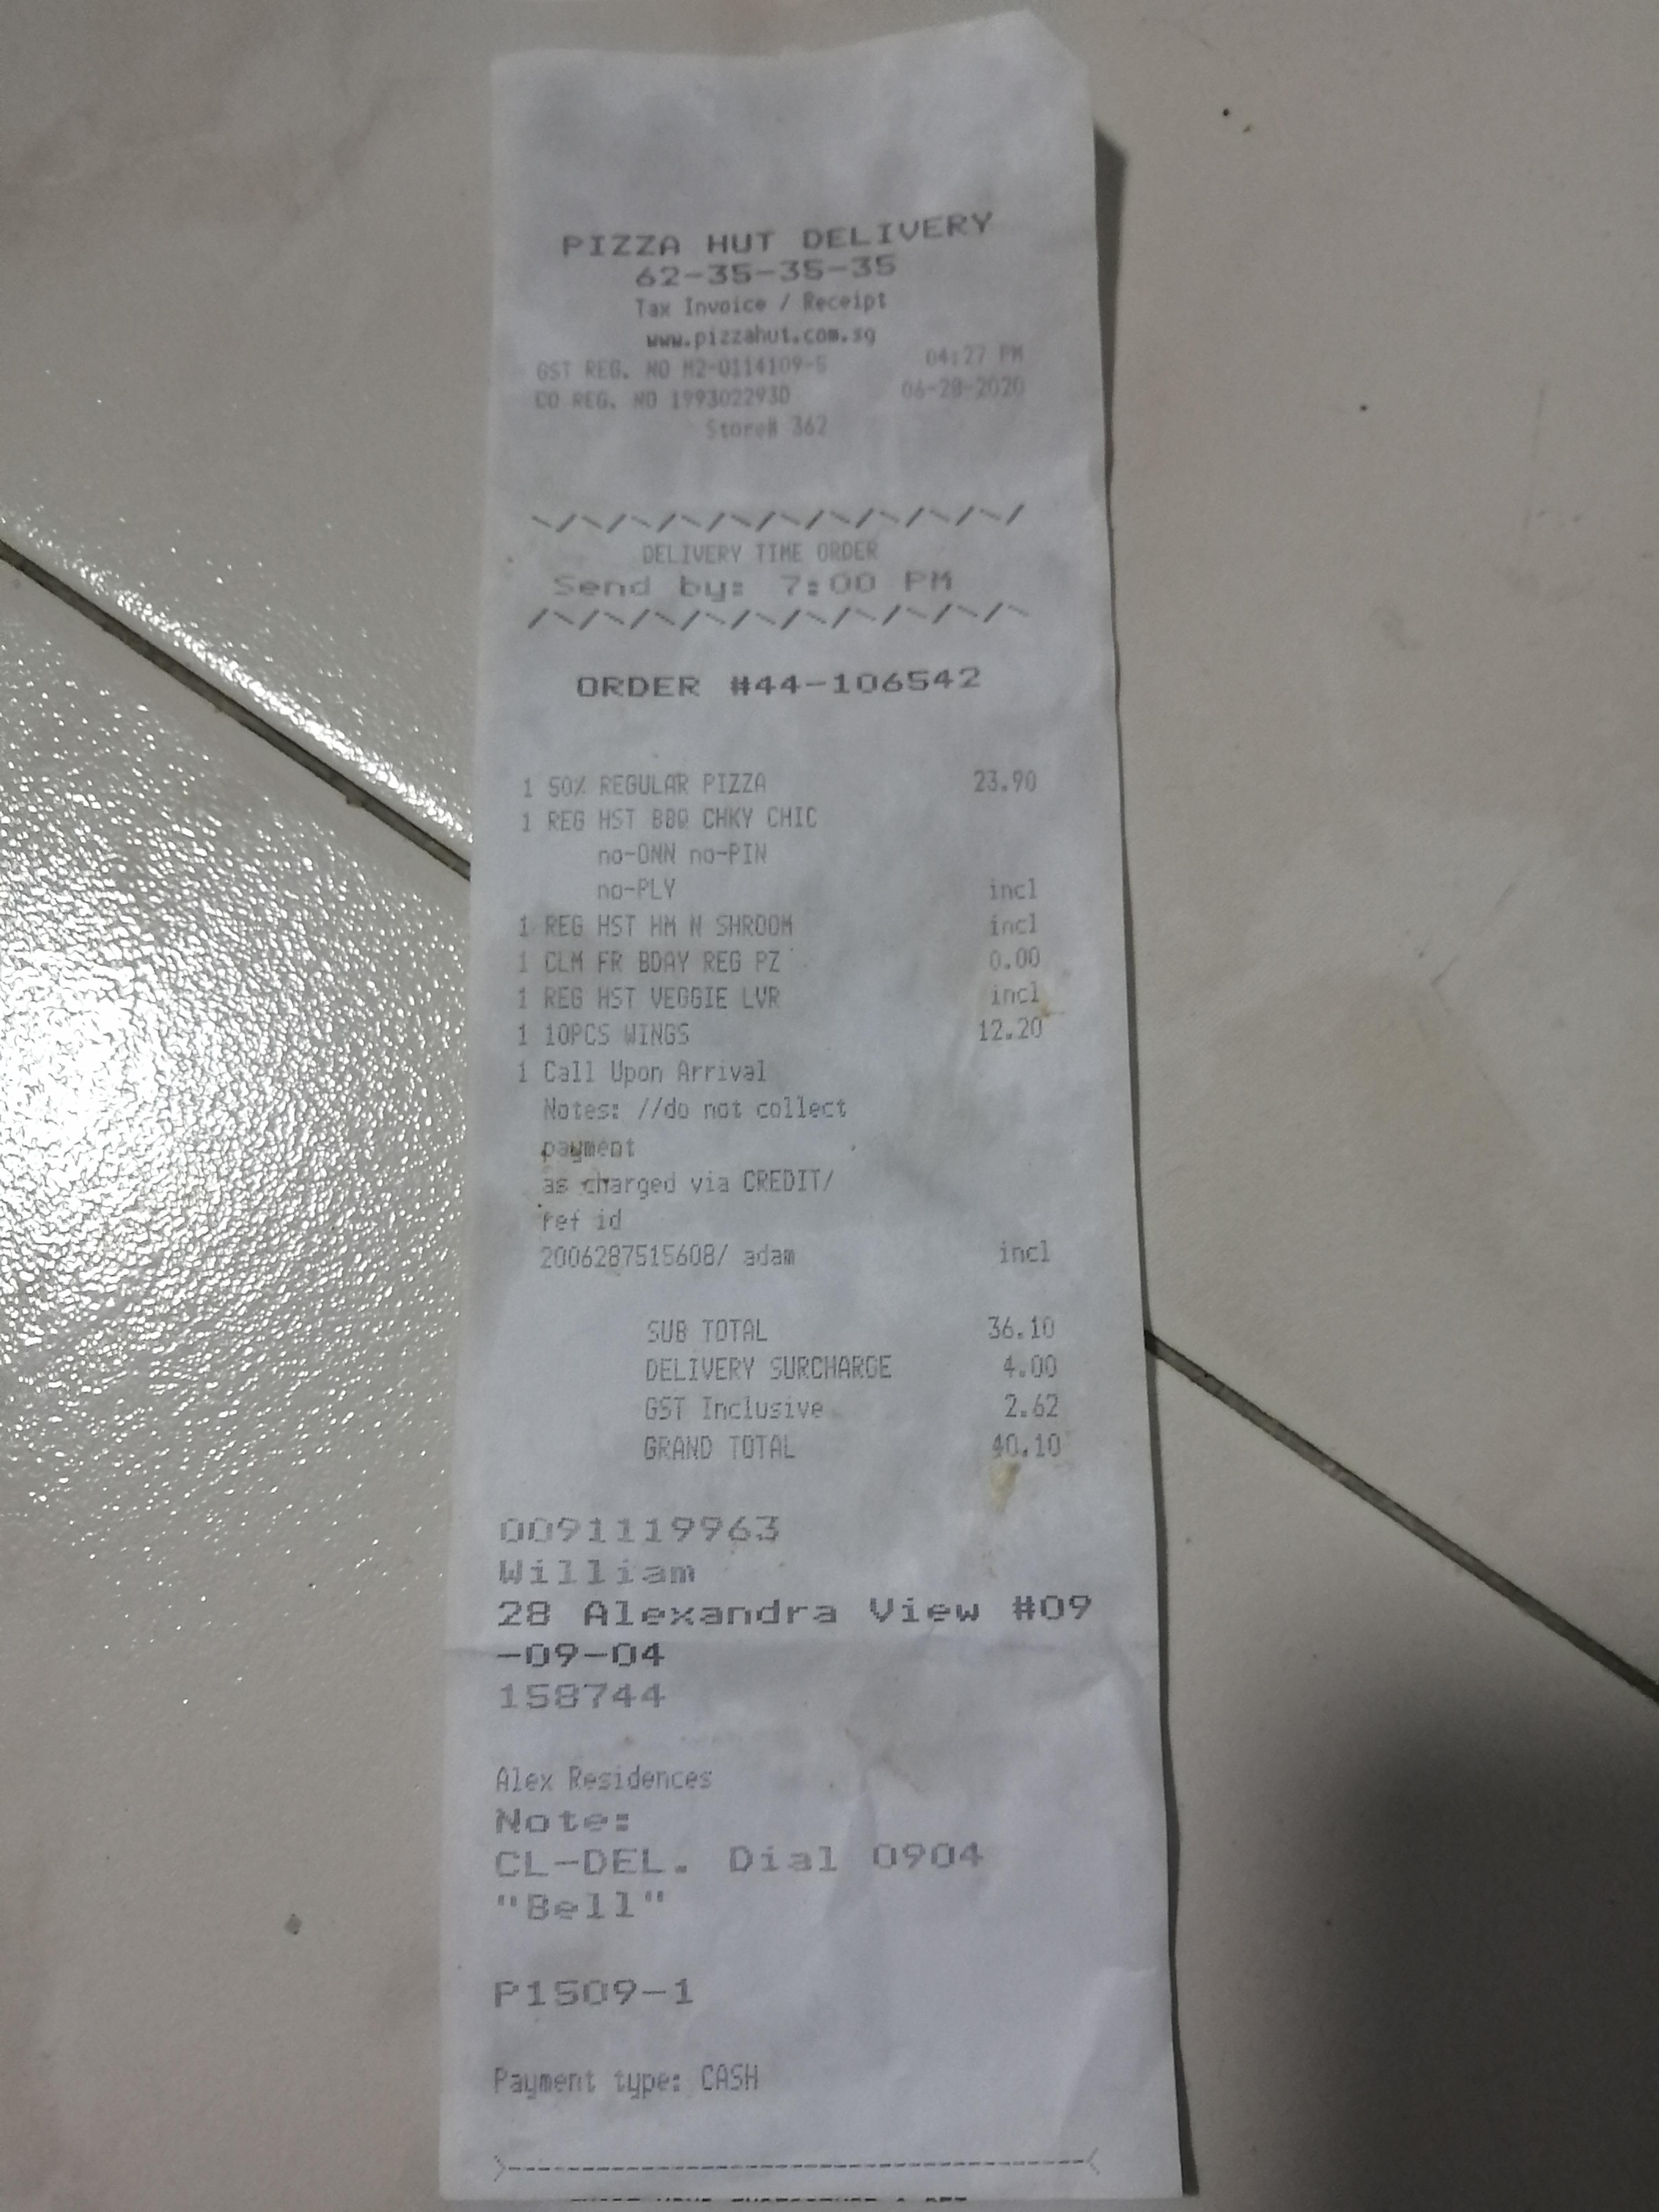 PIZZA HUT DELIVERY
62-35-35-35
Tax Invoice / Receipt
www.pizzahut.com.sg
GST REG. NO M2-0114109-5 04:27 PM
CO REG. NO 199302293D 06-28-2020
Store# 362
\/\/\/\/\/\/\/\/\/\/
DELIVERY TIME ORDER
Send by: 7:00 PM
/\/\/\/\/\/\/\/\/\/\
ORDER #44-106542
1 50% REGULAR PIZZA 23.90
1 REG HST BBQ CHKY CHIC
no-ONN no-PIN
no-PLY incl
1 REG HST HM N SHROOM incl
1 CLM FR BDAY REG PZ 0.00
1 REG HST VEGGIE LVR incl
1 10PCS WINGS 12.20
1 Call Upon Arrival
Notes: //do not collect
payment
as charged via CREDIT/
ref id
2006287515608/ adam incl
SUB TOTAL 36.10
DELIVERY SURCHARGE 4.00
GST Inclusive 2.62
GRAND TOTAL 40.10
0091119963
William
28 Alexandra View #09
-09-04
158744
Alex Residences
Note:
CL-DEL. Dial 0904
"Bell"
P1509-1
Payment type: CASH
>--------------------------------<